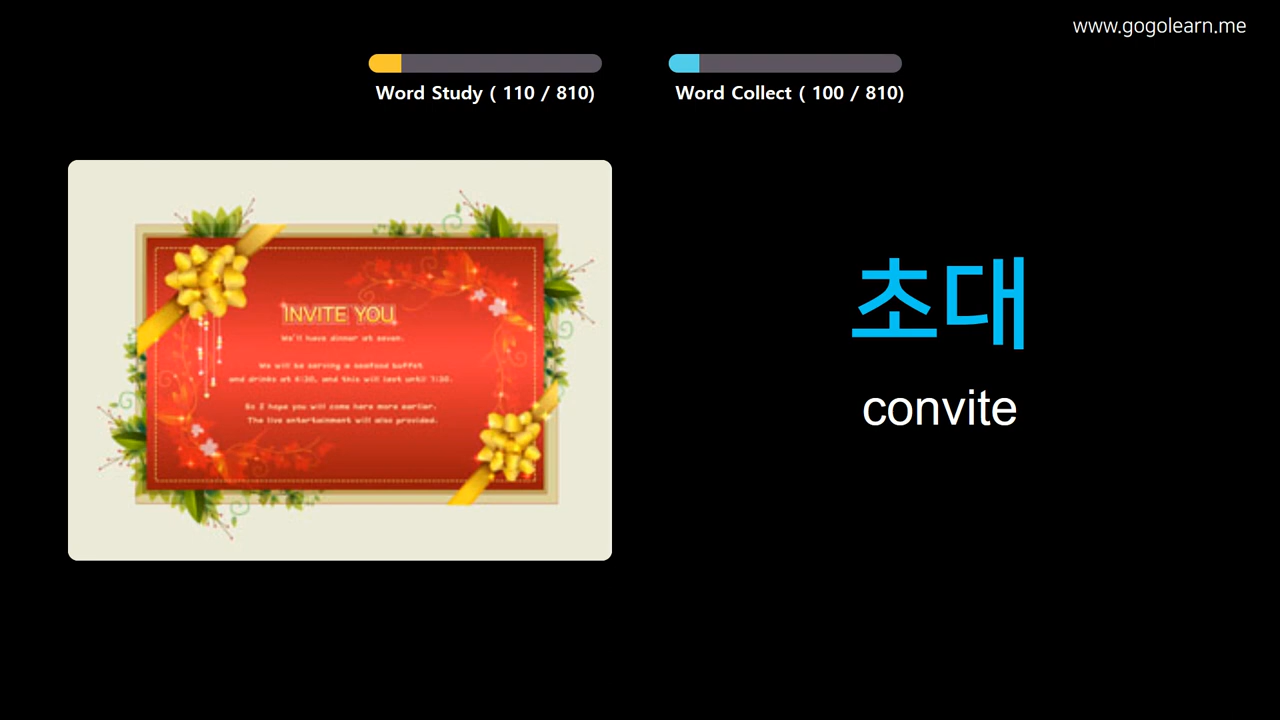 www.gogolearn.me
Word Study ( 110 / 810)
Word Collect ( 100 / 810)
INVITE YOU
We'll have dinner at seven.
We will be serving a seafood buffet
and drinks at 6:30, and this will last until 1:30.
So I hope you will come here more earlier.
The live entertainment will also provided.
초대
convite